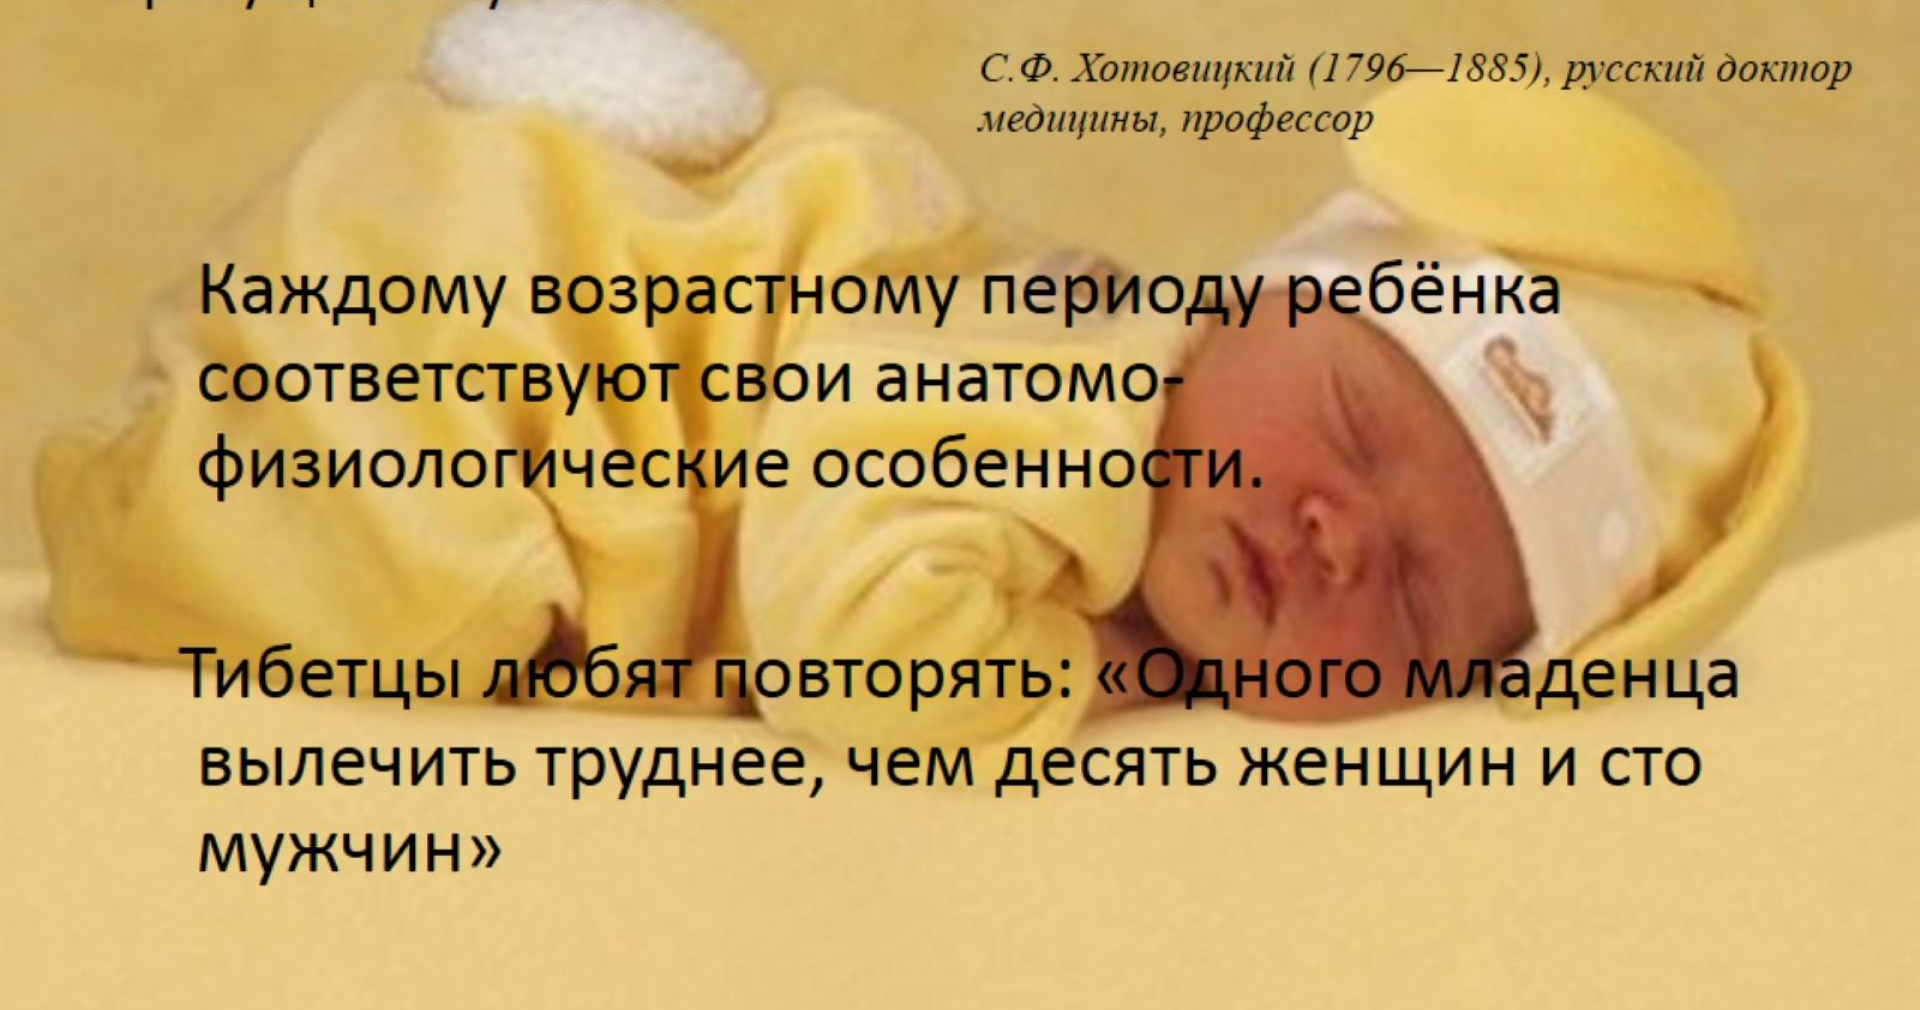 С.Ф. Хотовицкий (1796—1885), русский доктор
медицины, профессор
Каждому возрастному периоду ребёнка
соответствуют свои анатомо-
физиологические особенности.
Тибетцы любят повторять: «Одного младенца
вылечить труднее, чем десять женщин и сто
мужчин»